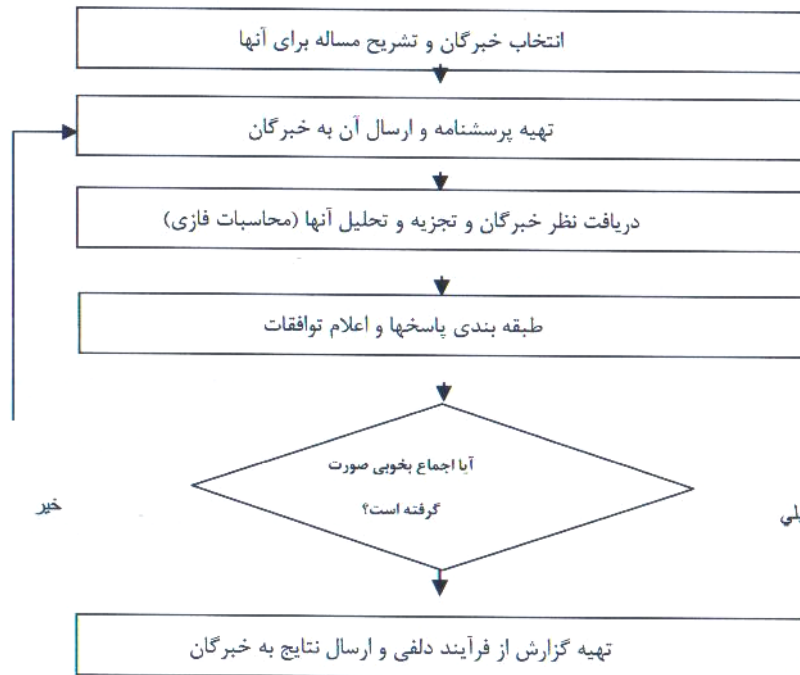 انتخاب خبرگان و تشریح مساله برای آنها
تهیه پرسشنامه و ارسال آن به خبرگان
دریافت نظر خبرگان و تجزیه و تحلیل آنها (محاسبات فازی)
طبقه بندی پاسخها و اعلام توافقات
آیا اجماع بخوبی صورت
گرفته است؟
خیر
تهیه گزارش از فرآیند دلفی و ارسال نتایج به خبرگان